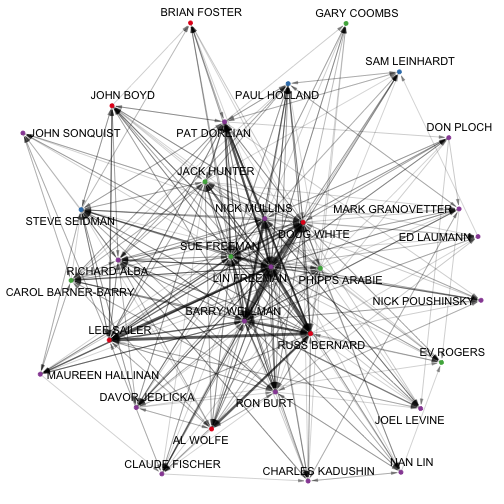 BRIAN FOSTER
GARY COOMBS
SAM LEINHARDT
PAUL HOLLAND
JOHN BOYD
DON PLOCH
JOHN SONQUIST
PAT DOREIAN
JACK HUNTER
NICK MULLINS
MARK GRANOVETTER
STEVE SEIDMAN
DOUG WHITE
ED LAUMANN
SUE FREEMAN
RICHARD ALBA
LIN FREEMAN
PHIPPS ARABIE
CAROL BARNER-BARRY
NICK POUSHINSKY
BARRY WELLMAN
LEE SAILER
RUSS BERNARD
EV ROGERS
MAUREEN HALLINAN
DAVOR JEDLICKA
RON BURT
JOEL LEVINE
AL WOLFE
CLAUDE FISCHER
CHARLES KADUSHIN
NAN LIN